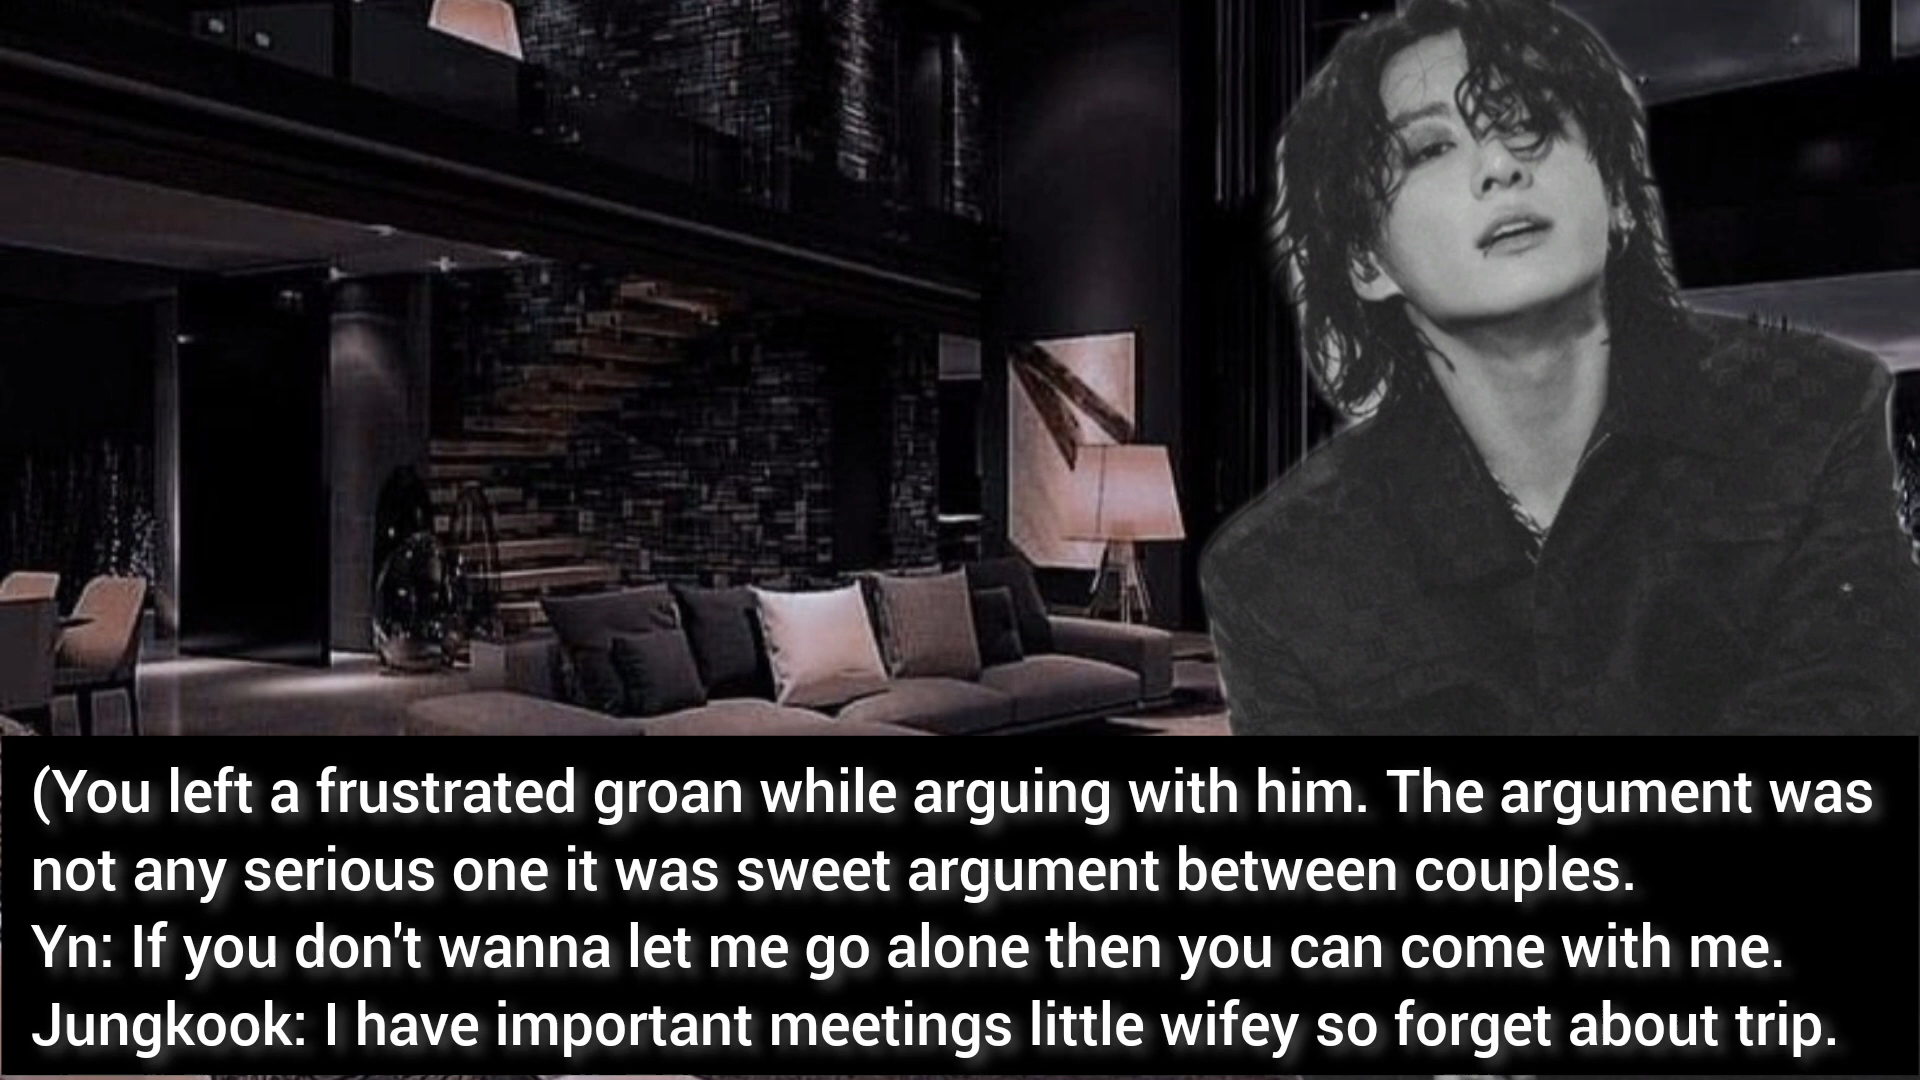 (You left a frustrated groan while arguing with him. The argument was
not any serious one it was sweet argument between couples.
Yn: If you don't wanna let me go alone then you can come with me.
Jungkook: I have important meetings little wifey so forget about trip.